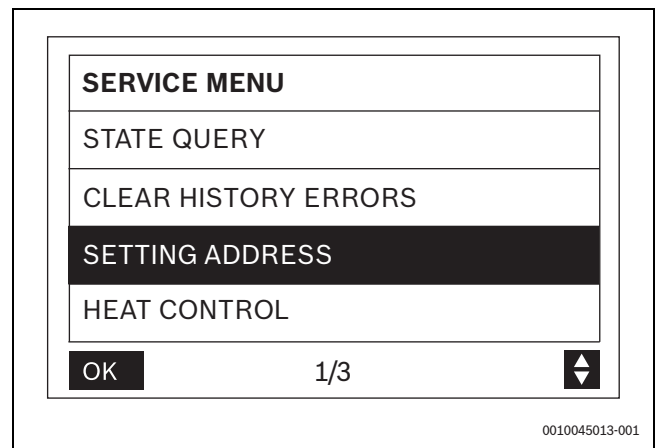 SERVICE MENU
STATE QUERY
CLEAR HISTORY ERRORS
SETTING ADDRESS
HEAT CONTROL
OK 1/3
0010045013-001